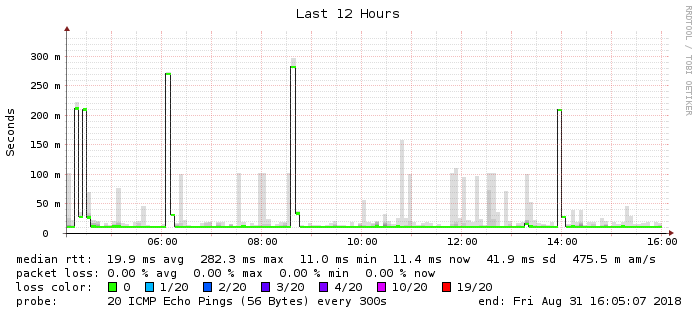 Last 12 Hours
RRDTOOL / TOBI OETIKER
Seconds
300 m
250 m
200 m
150 m
100 m
50 m
0
06:00 08:00 10:00 12:00 14:00 16:00
median rtt: 19.9 ms avg 282.3 ms max 11.0 ms min 11.4 ms now 41.9 ms sd 475.5 m am/s
packet loss: 0.00 % avg 0.00 % max 0.00 % min 0.00 % now
loss color: 0 1/20 2/20 3/20 4/20 10/20 19/20
probe: 20 ICMP Echo Pings (56 Bytes) every 300s end: Fri Aug 31 16:05:07 2018